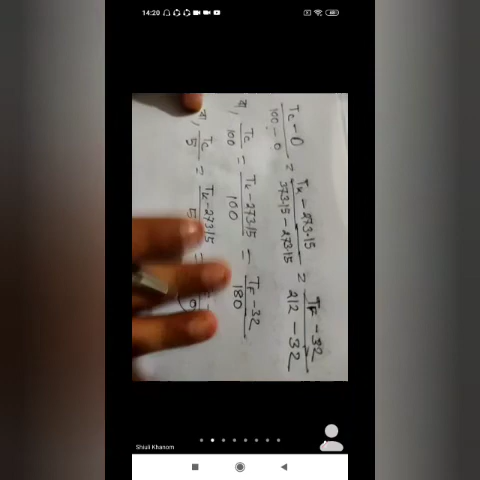 14:20
Tc - 0 / 100 - 0 = Tk - 273.15 / 373.15 - 273.15 = TF - 32 / 212 - 32
বা, Tc / 100 = Tk - 273.15 / 100 = TF - 32 / 180
বা, Tc / 5 = Tk - 273.15 / 5 =
Shiuli Khanom